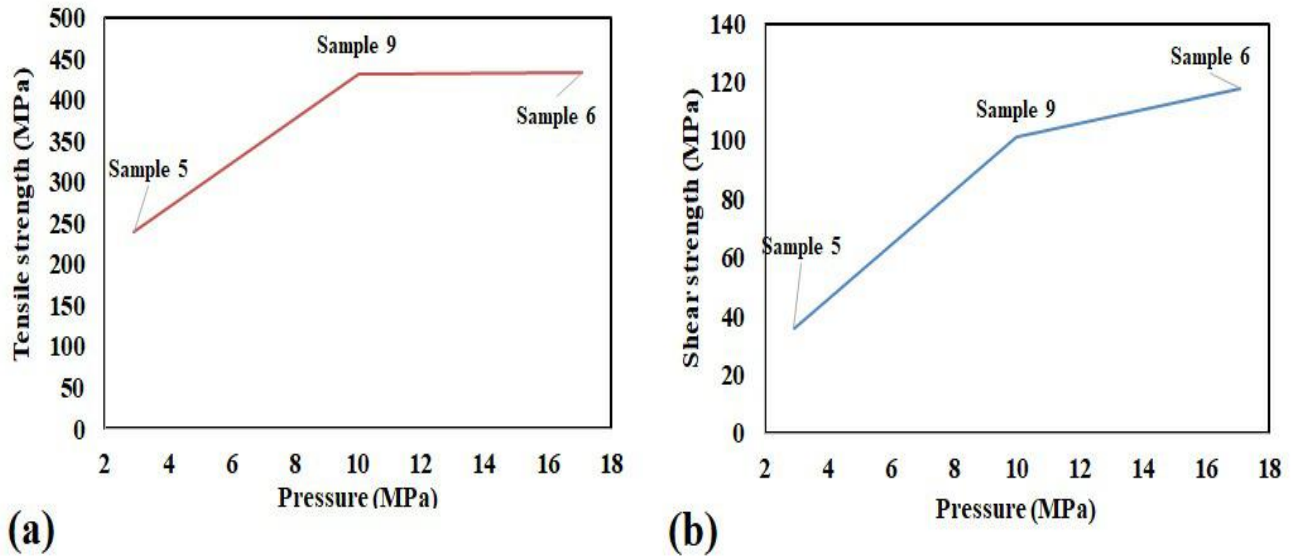 500
450
400
350
300
250
200
150
100
50
0
Tensile strength (MPa)
Sample 5
Sample 9
Sample 6
2 4 6 8 10 12 14 16 18
Pressure (MPa)
(a)
140
120
100
80
60
40
20
0
Shear strength (MPa)
Sample 5
Sample 9
Sample 6
2 4 6 8 10 12 14 16 18
Pressure (MPa)
(b)